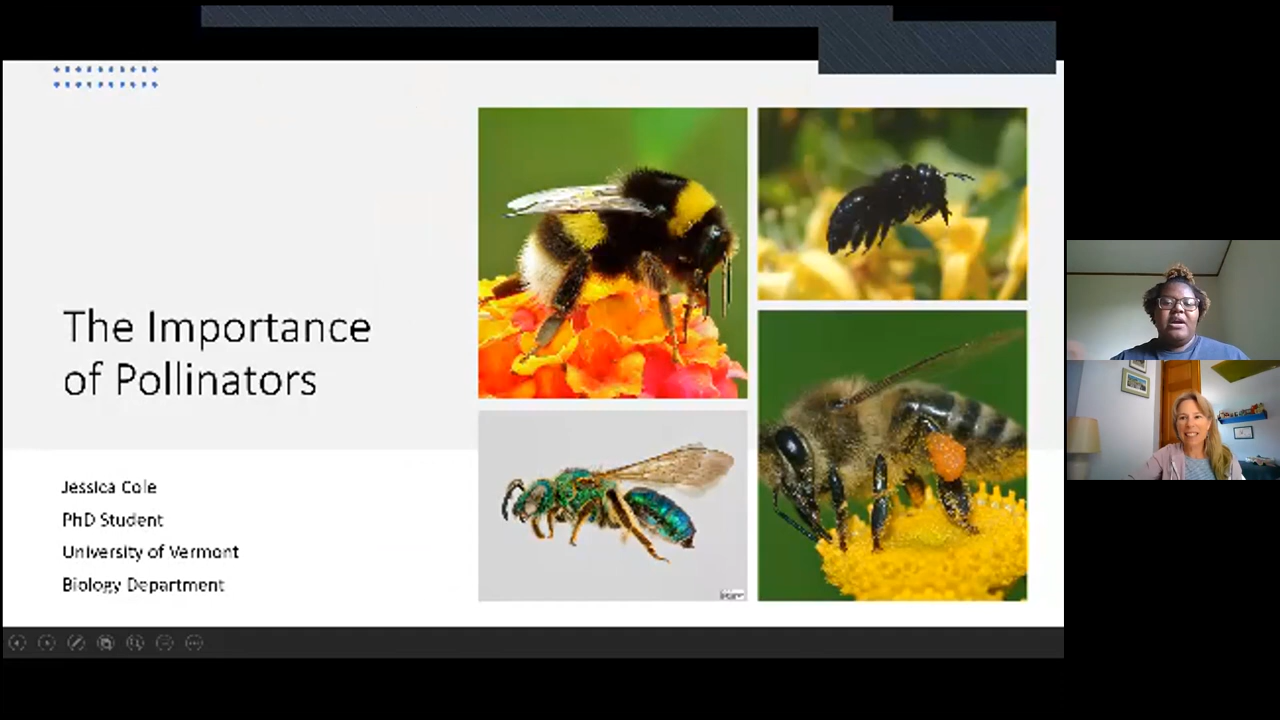 The Importance
of Pollinators
Jessica Cole
PhD Student
University of Vermont
Biology Department